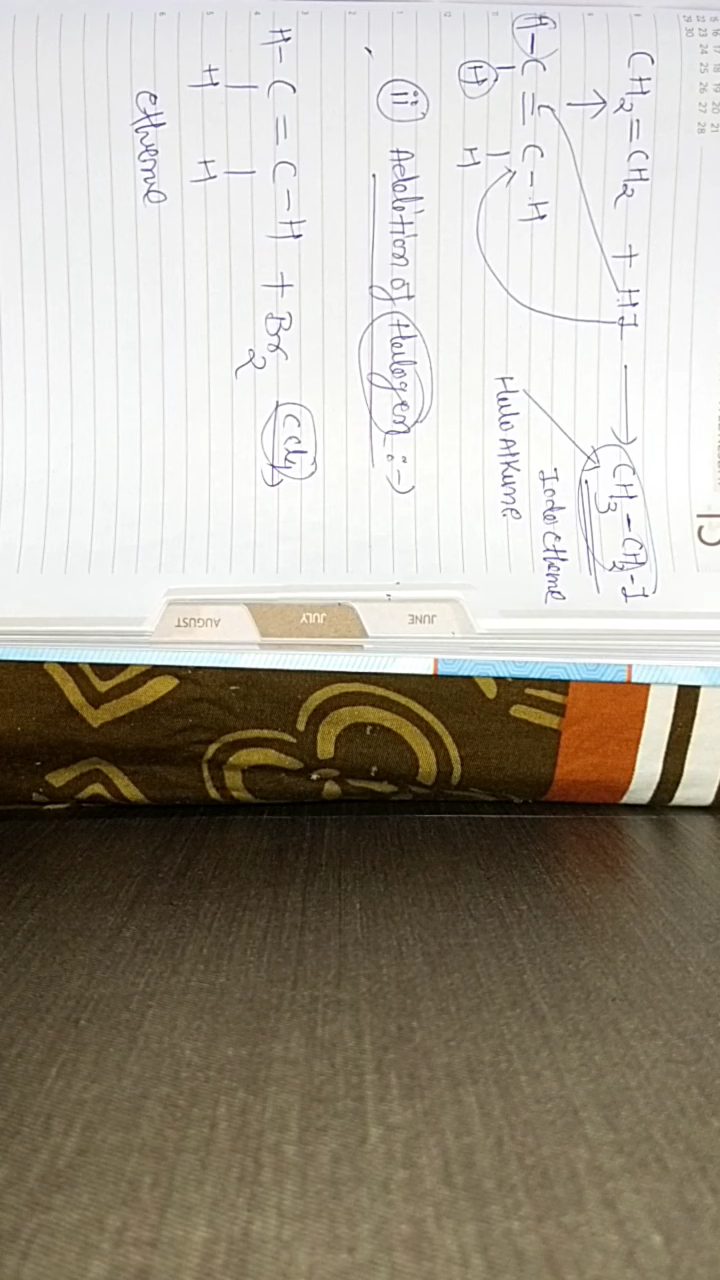 CH₂=CH₂ + HI ⟶ CH₃-CH₂-I
Iodo Ethane
H-C=C-H
H H
Halo Alkane
ii Addition of Halogen :-)
H-C=C-H + Br₂ CCl₄
H H
ethene
JUNE
JULY
AUGUST